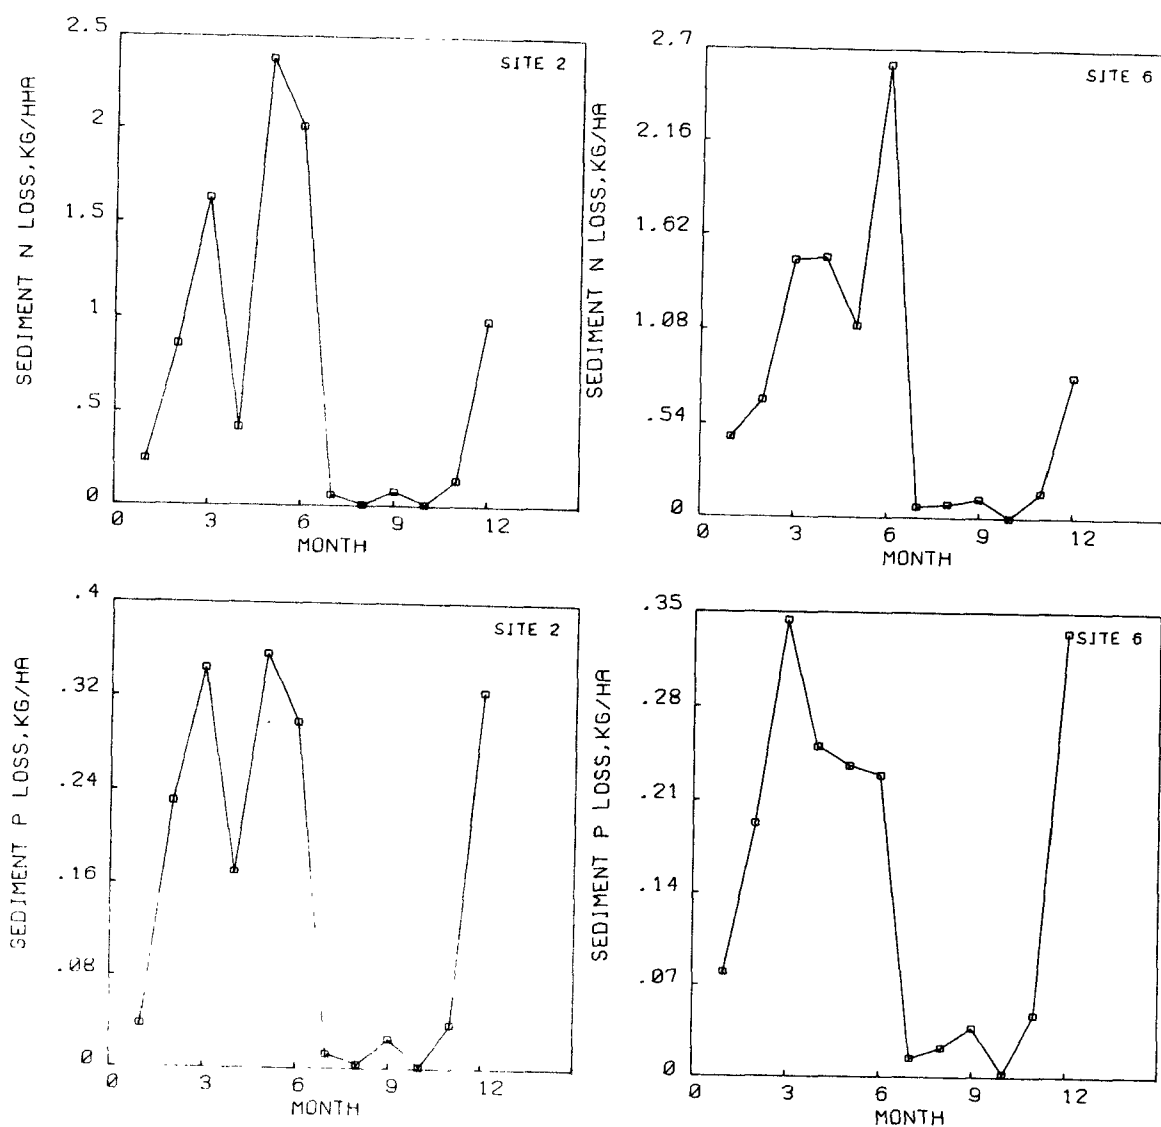 2.5
SITE 2
SEDIMENT N LOSS,KG/HHA
2
1.5
1
.5
0
0 3 6 9 12
MONTH
2.7
SITE 6
SEDIMENT N LOSS,KG/HA
2.16
1.62
1.08
.54
0
0 3 6 9 12
MONTH
.4
SITE 2
SEDIMENT P LOSS,KG/HA
.32
.24
.16
.08
0
0 3 6 9 12
MONTH
.35
SITE 6
SEDIMENT P LOSS,KG/HA
.28
.21
.14
.07
0
0 3 6 9 12
MONTH